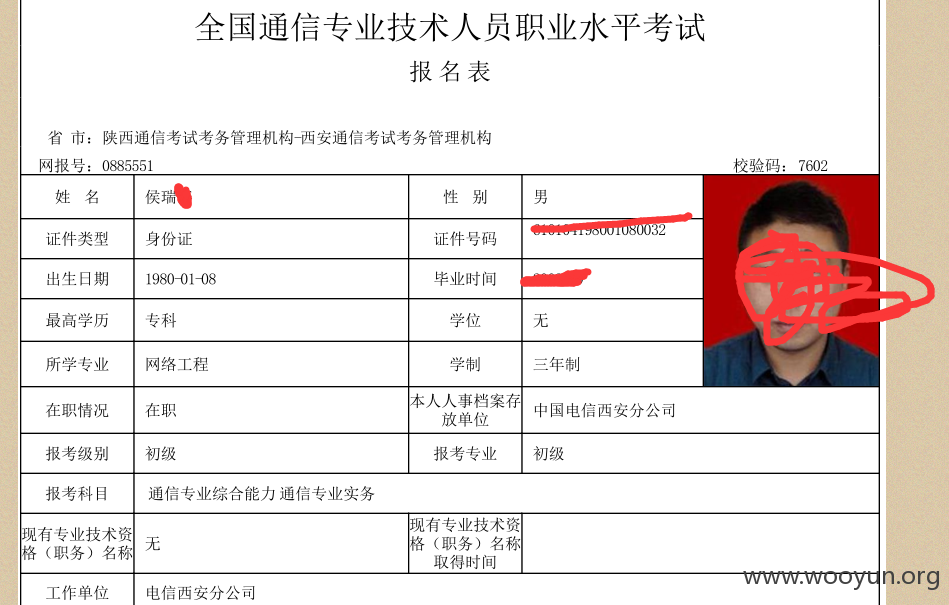 全国通信专业技术人员职业水平考试
报 名 表
省 市：陕西通信考试考务管理机构-西安通信考试考务管理机构
网报号：0885551 校验码：7602
姓 名 侯瑞 性 别 男
证件类型 身份证 证件号码
出生日期 1980-01-08 毕业时间
最高学历 专科 学位 无
所学专业 网络工程 学制 三年制
在职情况 在职 本人人事档案存
放单位 中国电信西安分公司
报考级别 初级 报考专业 初级
报考科目 通信专业综合能力 通信专业实务
现有专业技术资
格（职务）名称 无 现有专业技术资
格（职务）名称
取得时间
工作单位 电信西安分公司
www.wooyun.org